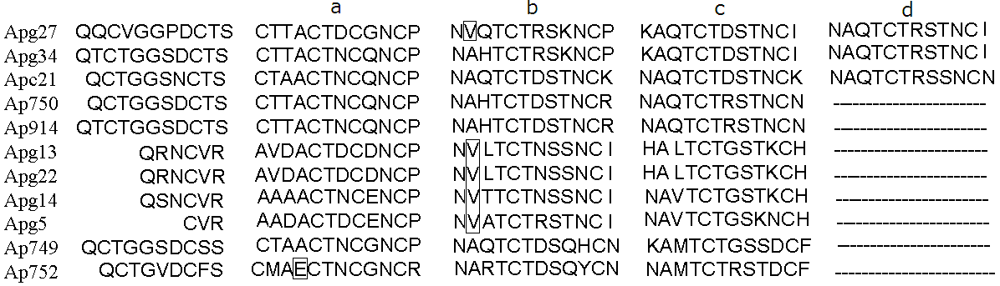 a b c d
Apg27 QQCVGGPDCTS CTTACTDCGNCP NVQTCTRSKNCP KAQTCTDSTNCI NAQTCTRSTNCI
Apg34 QTCTGGSDCTS CTTACTNCQNCP NAHTCTRSKNCP KAQTCTDSTNCI NAQTCTRSTNCI
Apc21 QCTGGSNCTS CTAACTNCQNCP NAQTCTDSTNCK NAQTCTDSTNCK NAQTCTRSSNCN
Ap750 QCTGGSDCTS CTTACTNCQNCP NAHTCTDSTNCR NAQTCTRSTNCN ------------------------
Ap914 QTCTGGSDCTS CTTACTNCQNCP NAHTCTDSTNCR NAQTCTRSTNCN ------------------------
Apg13 QRNCVR AVDACTDCDNCP NVLTCTNSSNCI HALTCTGSTKCH ------------------------
Apg22 QRNCVR AVDACTDCDNCP NVLTCTNSSNCI HALTCTGSTKCH ------------------------
Apg14 QSNCVR AAAACTNCENCP NVTTCTNSSNCI NAVTCTGSTKCH ------------------------
Apg5 CVR AADACTDCENCP NVATCTRSTNCI NAVTCTGSKNCH ------------------------
Ap749 QCTGGSDCSS CTAACTNCGNCP NAQTCTDSQHCN KAMTCTGSSDCF ------------------------
Ap752 QCTGVDCFS CMAECTNCGNCR NARTCTDSQYCN NAMTCTRSTDCF ------------------------